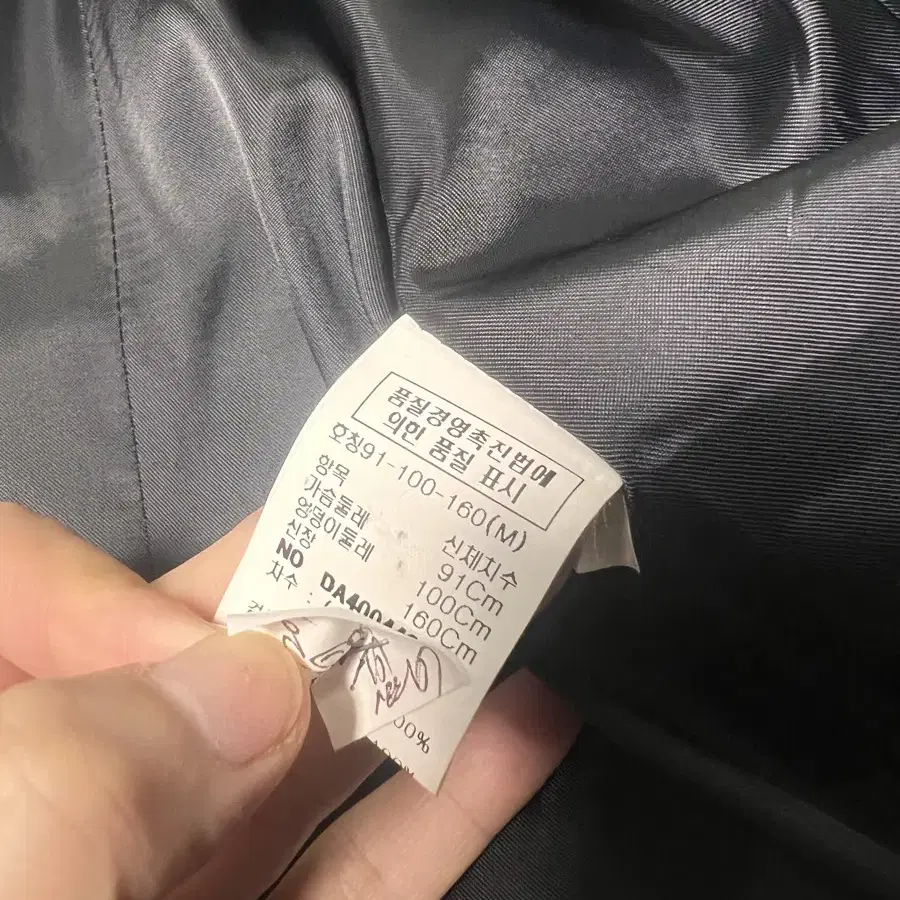 품질경영촉진법에
의한 품질 표시
호칭91-100-160(M)
항목 신체치수
가슴둘레 91Cm
엉덩이둘레 100Cm
신장 160Cm
NO
차수 :
00%